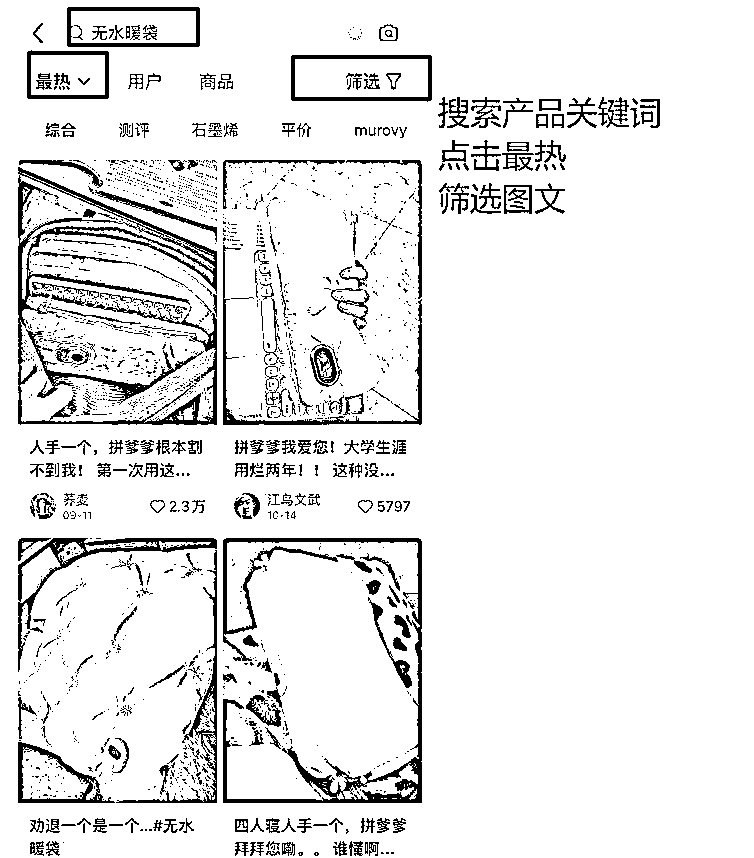 无水暖袋
最热
用户
商品
筛选
综合
测评
石墨烯
平价
murovy
搜索产品关键词
点击最热
筛选图文
人手一个，拼爹爹根本割
不到我！ 第一次用这...
荞麦
09-11
2.3万
拼爹爹我爱您！大学生涯
用烂两年！！ 这种没...
江鸟文武
10-14
5797
劝退一个是一个...#无水
暖袋
四人寝人手一个，拼爹爹
拜拜您嘞。。 谁懂啊...